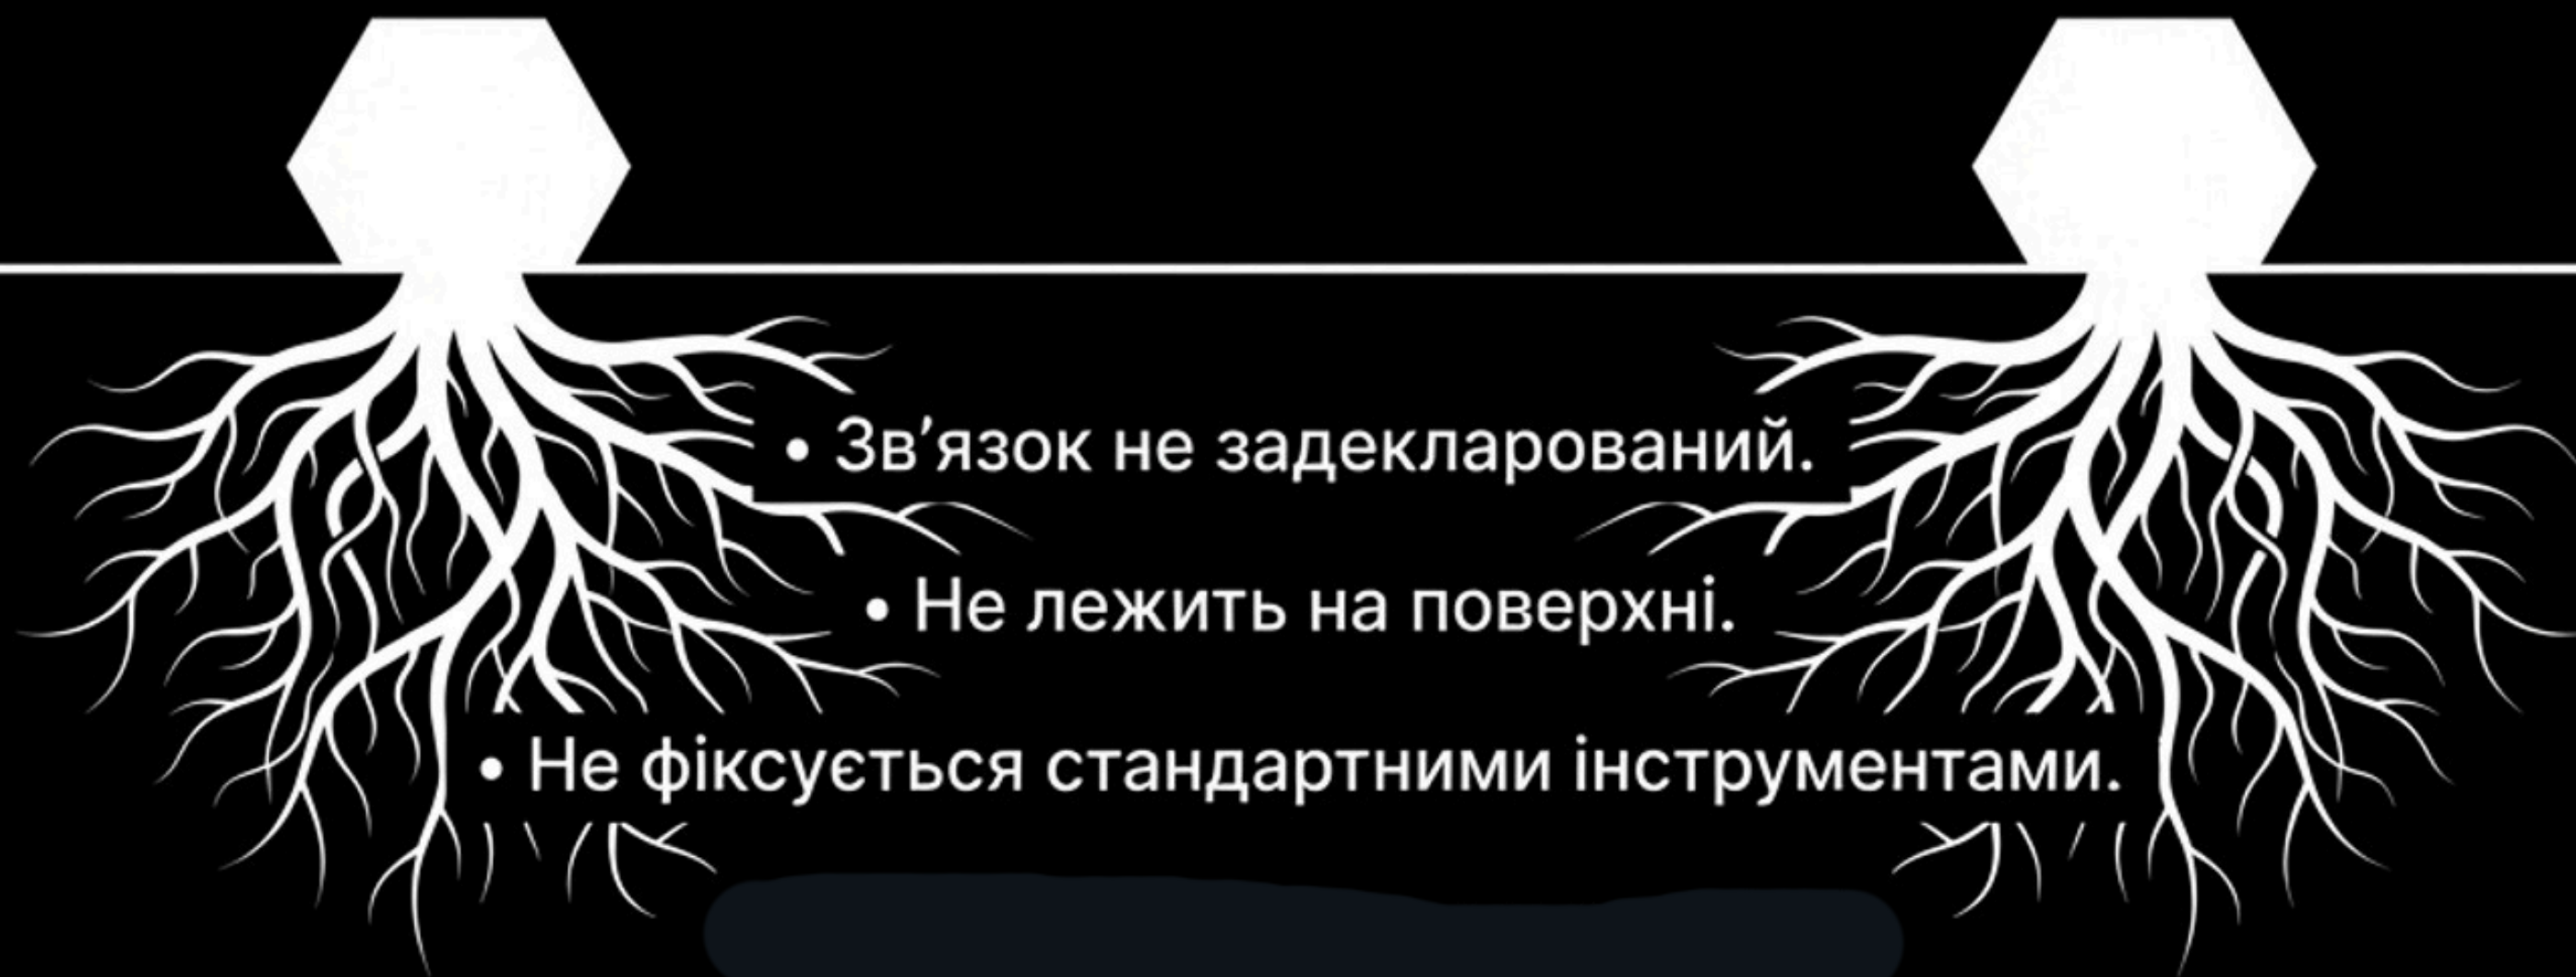 • Зв’язок не задекларований.
• Не лежить на поверхні.
• Не фіксується стандартними інструментами.